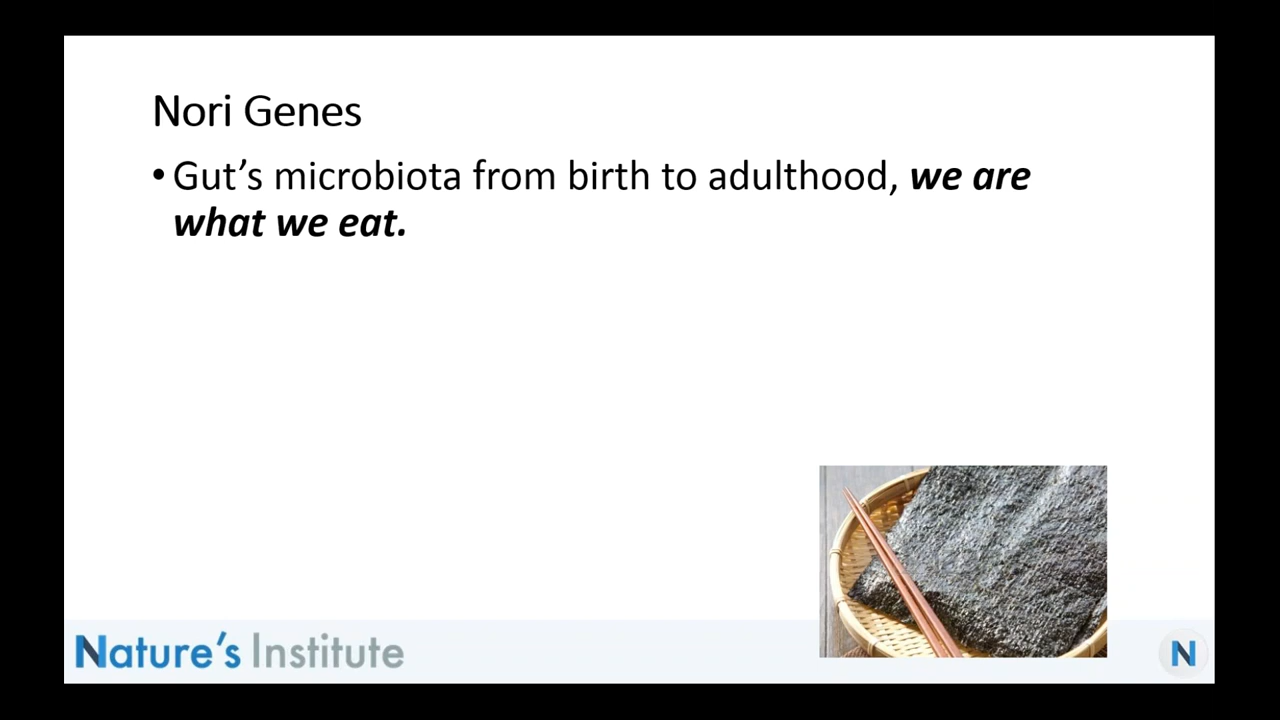 Nori Genes
• Gut’s microbiota from birth to adulthood, we are
what we eat.
Nature’s Institute
N